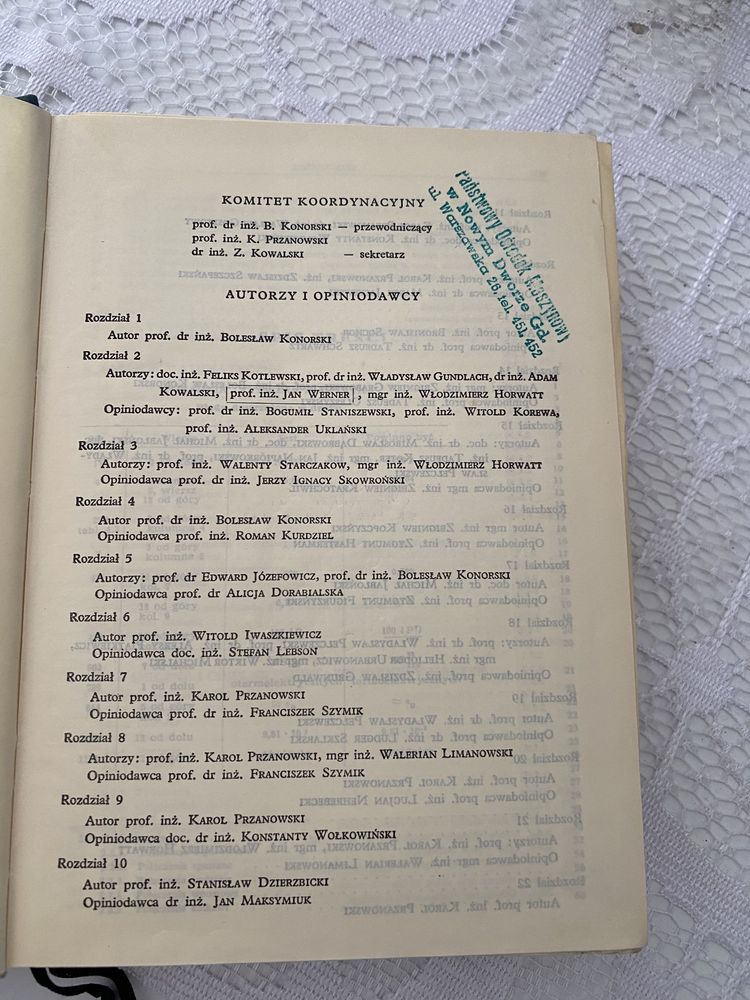 Państwowy Ośrodek Maszynowy
w Nowym Dworze Gd.
ul. Warszawska 26, tel. 451, 452
KOMITET KOORDYNACYJNY
prof. dr inż. B. KONORSKI — przewodniczący
prof. inż. K. PRZANOWSKI
dr inż. Z. KOWALSKI — sekretarz
AUTORZY I OPINIODAWCY
Rozdział 1
Autor prof. dr inż. BOLESŁAW KONORSKI
Rozdział 2
Autorzy: doc. inż. FELIKS KOTLEWSKI, prof. dr inż. WŁADYSŁAW GUNDLACH, dr inż. ADAM
KOWALSKI, prof. inż. JAN WERNER, mgr inż. WŁODZIMIERZ HORWATT
Opiniodawcy: prof. dr inż. BOGUMIŁ STANISZEWSKI, prof. inż. WITOLD KOREWA,
prof. inż. ALEKSANDER UKLAŃSKI
Rozdział 3
Autorzy: prof. inż. WALENTY STARCZAKOW, mgr inż. WŁODZIMIERZ HORWATT
Opiniodawca prof. dr inż. JERZY IGNACY SKOWROŃSKI
Rozdział 4
Autor prof. dr inż. BOLESŁAW KONORSKI
Opiniodawca prof. inż. ROMAN KURDZIEL
Rozdział 5
Autorzy: prof. dr EDWARD JÓZEFOWICZ, prof. dr inż. BOLESŁAW KONORSKI
Opiniodawca prof. dr ALICJA DORABIALSKA
Rozdział 6
Autor prof. inż. WITOLD IWASZKIEWICZ
Opiniodawca doc. inż. STEFAN LEBSON
Rozdział 7
Autor prof. inż. KAROL PRZANOWSKI
Opiniodawca prof. dr inż. FRANCISZEK SZYMIK
Rozdział 8
Autorzy: prof. inż. KAROL PRZANOWSKI, mgr inż. WALERIAN LIMANOWSKI
Opiniodawca prof. dr inż. FRANCISZEK SZYMIK
Rozdział 9
Autor prof. inż. KAROL PRZANOWSKI
Opiniodawca doc. dr inż. KONSTANTY WOŁKOWIŃSKI
Rozdział 10
Autor prof. inż. STANISŁAW DZIERZBICKI
Opiniodawca dr inż. JAN MAKSYMIUK